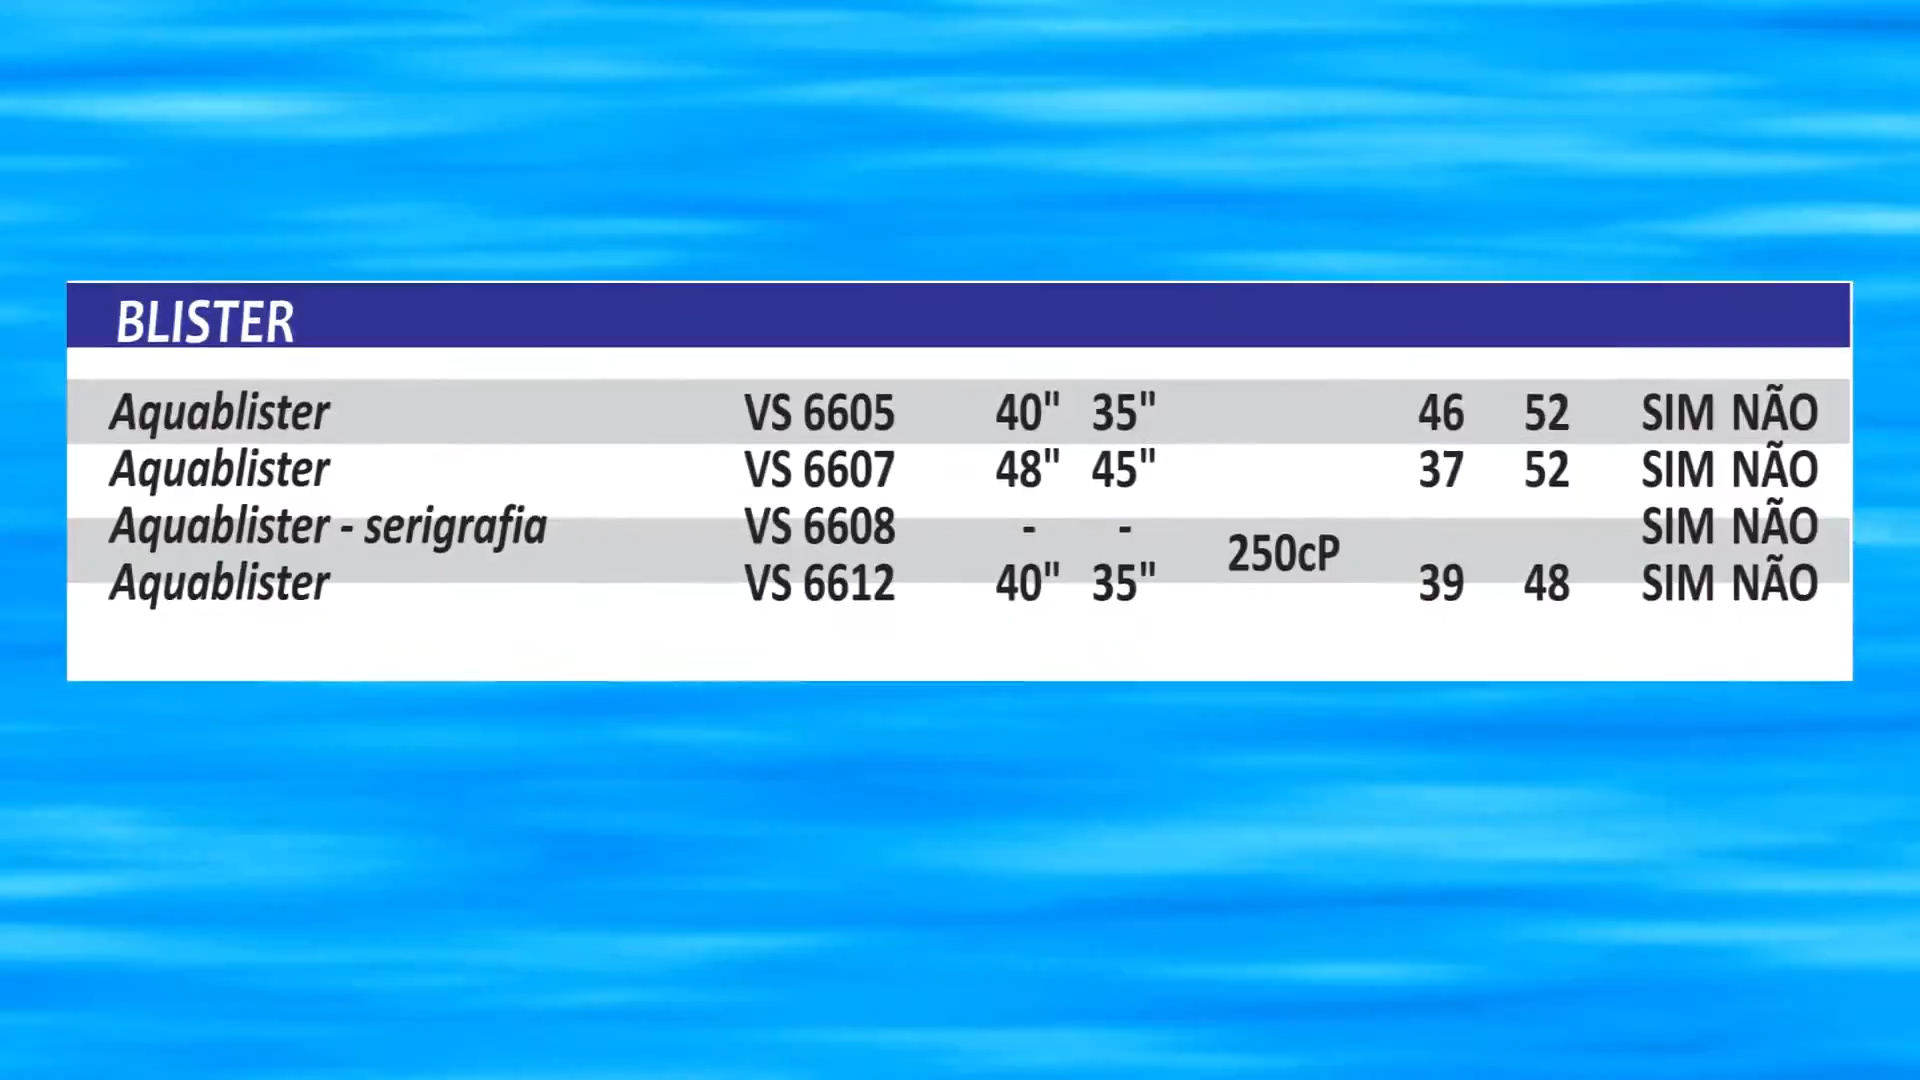 BLISTER
Aquablister VS 6605 40" 35" 46 52 SIM NÃO
Aquablister VS 6607 48" 45" 37 52 SIM NÃO
Aquablister - serigrafia VS 6608 - - 250cP SIM NÃO
Aquablister VS 6612 40" 35" 39 48 SIM NÃO